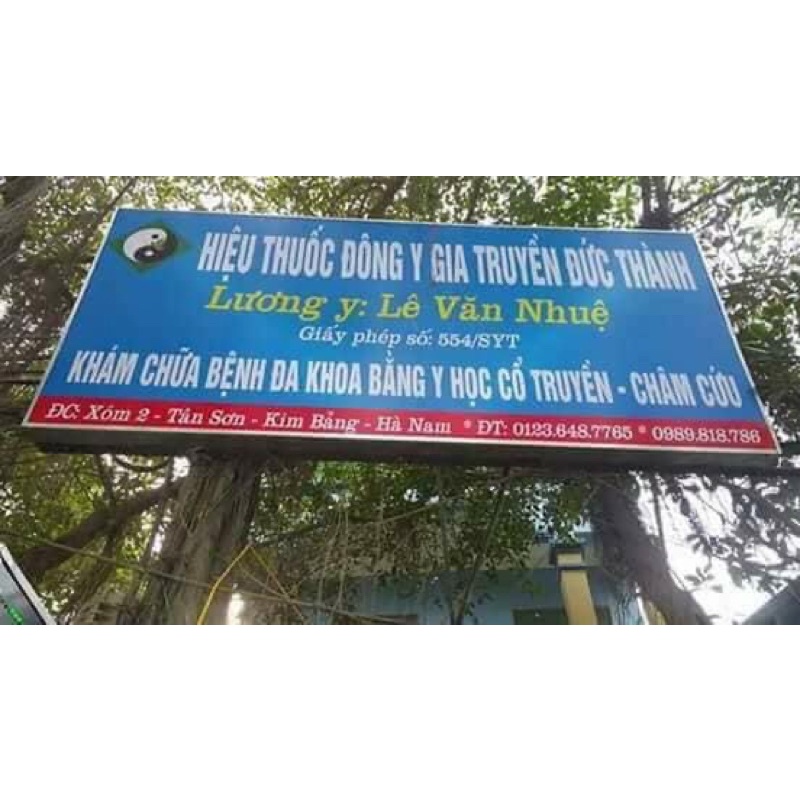 HIỆU THUỐC ĐÔNG Y GIA TRUYỀN ĐỨC THÀNH
Lương y: Lê Văn Nhuệ
Giấy phép số: 554/SYT
KHÁM CHỮA BỆNH ĐA KHOA BẰNG Y HỌC CỔ TRUYỀN - CHÂM CỨU
ĐC: Xóm 2 - Tân Sơn - Kim Bảng - Hà Nam * ĐT: 0123.648.7765 * 0989.818.786